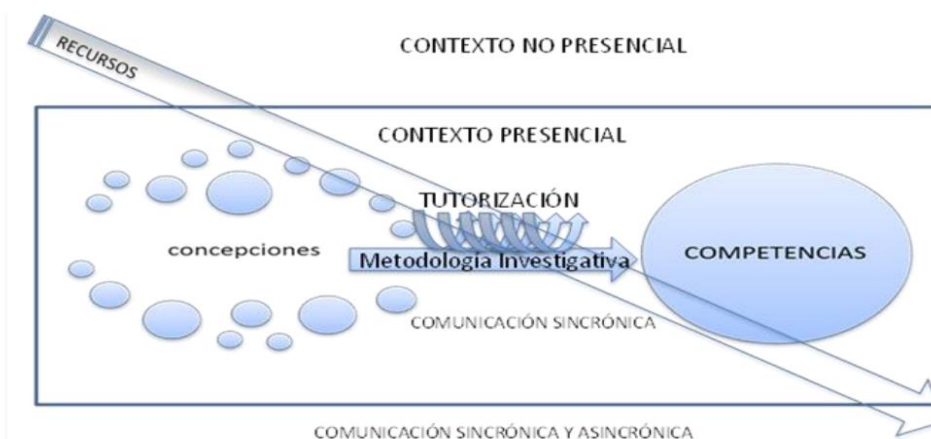 RECURSOS
CONTEXTO NO PRESENCIAL
CONTEXTO PRESENCIAL
TUTORIZACIÓN
concepciones
Metodología Investigativa
COMPETENCIAS
COMUNICACIÓN SINCRÓNICA
COMUNICACIÓN SINCRÓNICA Y ASINCRÓNICA